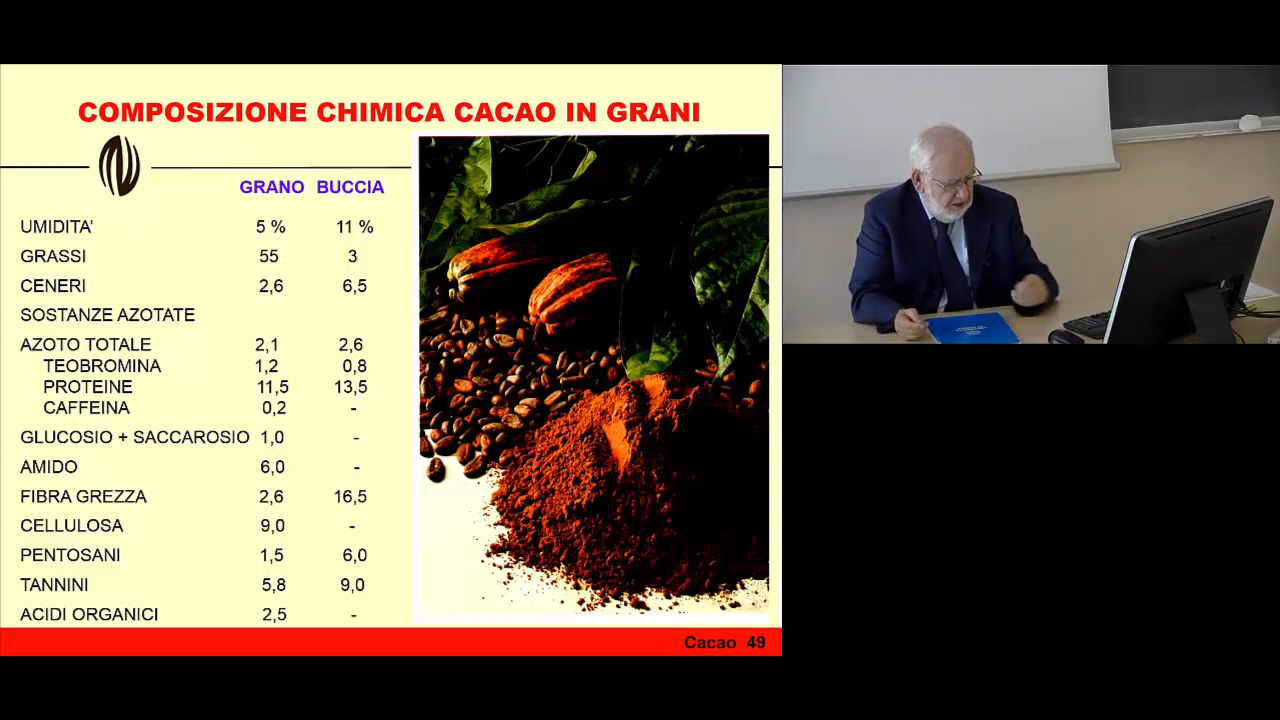 COMPOSIZIONE CHIMICA CACAO IN GRANI
GRANO BUCCIA
UMIDITA' 5 % 11 %
GRASSI 55 3
CENERI 2,6 6,5
SOSTANZE AZOTATE
AZOTO TOTALE 2,1 2,6
TEOBROMINA 1,2 0,8
PROTEINE 11,5 13,5
CAFFEINA 0,2 -
GLUCOSIO + SACCAROSIO 1,0 -
AMIDO 6,0 -
FIBRA GREZZA 2,6 16,5
CELLULOSA 9,0 -
PENTOSANI 1,5 6,0
TANNINI 5,8 9,0
ACIDI ORGANICI 2,5 -
Cacao 49